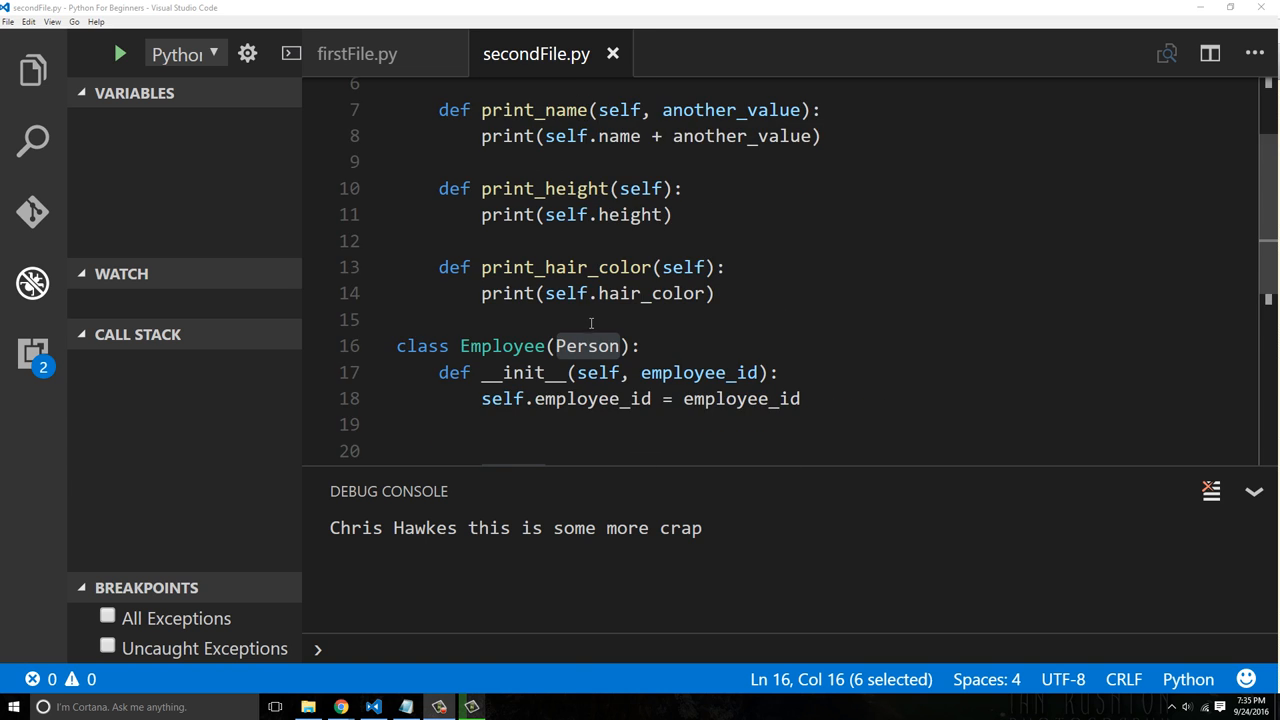 secondFile.py - Python For Beginners - Visual Studio Code
File Edit View Go Help
Python firstFile.py secondFile.py
VARIABLES
WATCH
CALL STACK
2
BREAKPOINTS
All Exceptions
Uncaught Exceptions
6
7 def print_name(self, another_value):
8 print(self.name + another_value)
9
10 def print_height(self):
11 print(self.height)
12
13 def print_hair_color(self):
14 print(self.hair_color)
15
16 class Employee(Person):
17 def __init__(self, employee_id):
18 self.employee_id = employee_id
19
20
DEBUG CONSOLE
Chris Hawkes this is some more crap
0 0 Ln 16, Col 16 (6 selected) Spaces: 4 UTF-8 CRLF Python
I'm Cortana. Ask me anything.
7:35 PM
9/24/2016